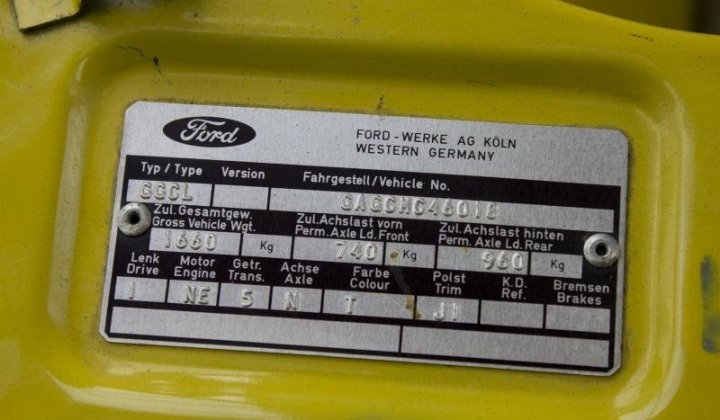 Ford
FORD-WERKE AG KÖLN
WESTERN GERMANY
Typ / Type Version Fahrgestell/Vehicle No.
GGCL GAGCMC46018
Zul.Gesamtgew. Zul.Achslast vorn Zul.Achslast hinten
Gross Vehicle Wgt. Perm.Axle Ld.Front Perm.Axle Ld.Rear
1660 Kg 740 Kg 960 Kg
Lenk Motor Getr. Achse Farbe Polst K.D. Bremsen
Drive Engine Trans. Axle Colour Trim Ref. Brakes
1 NE 5 N T J1